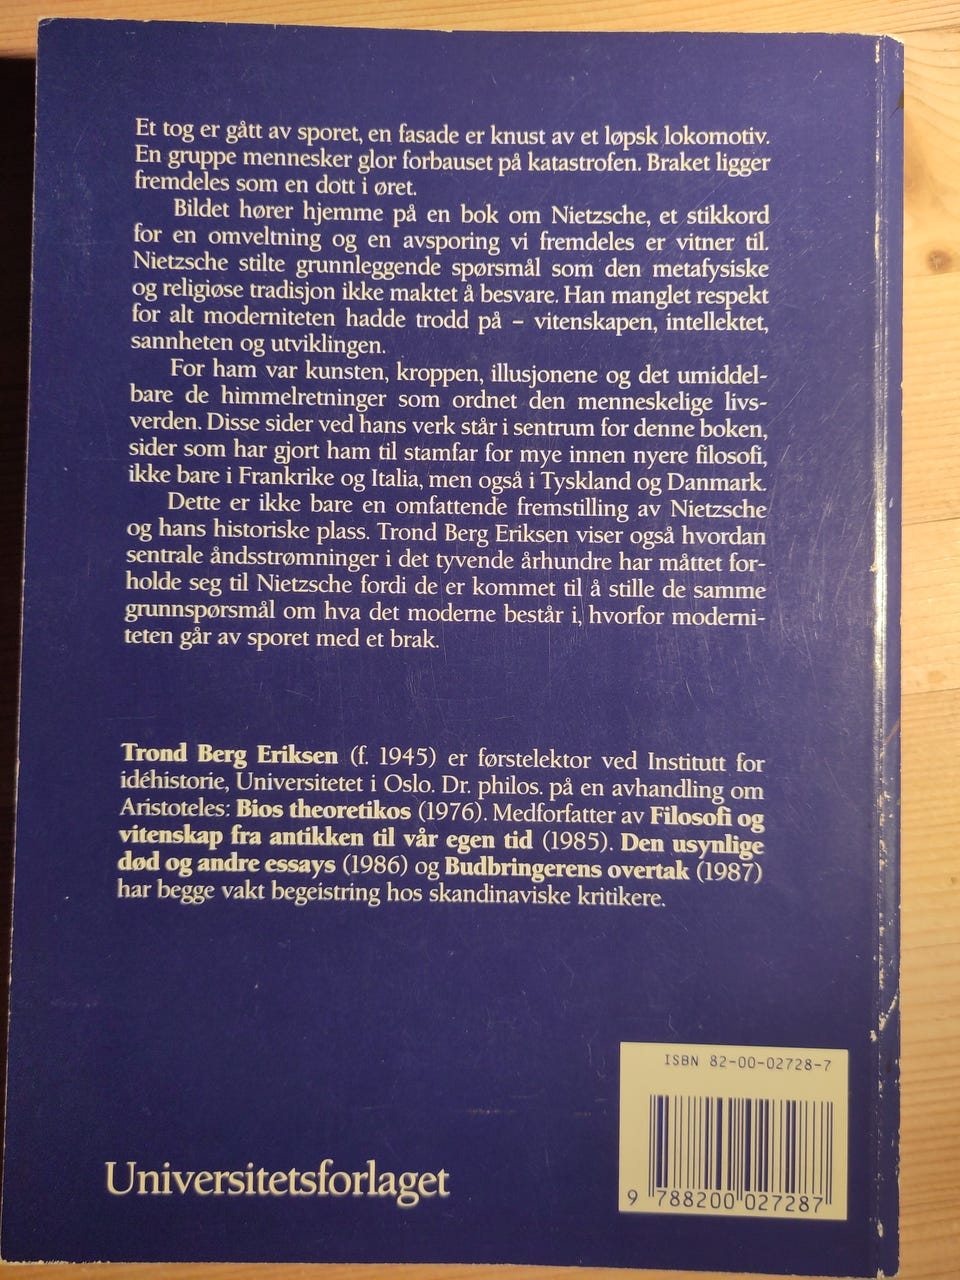 Et tog er gått av sporet, en fasade er knust av et løpsk lokomotiv.
En gruppe mennesker glor forbauset på katastrofen. Braket ligger
fremdeles som en dott i øret.
Bildet hører hjemme på en bok om Nietzsche, et stikkord
for en omveltning og en avsporing vi fremdeles er vitner til.
Nietzsche stilte grunnleggende spørsmål som den metafysiske
og religiøse tradisjon ikke maktet å besvare. Han manglet respekt
for alt moderniteten hadde trodd på – vitenskapen, intellektet,
sannheten og utviklingen.
For ham var kunsten, kroppen, illusjonene og det umiddel-
bare de himmelretninger som ordnet den menneskelige livs-
verden. Disse sider ved hans verk står i sentrum for denne boken,
sider som har gjort ham til stamfar for mye innen nyere filosofi,
ikke bare i Frankrike og Italia, men også i Tyskland og Danmark.
Dette er ikke bare en omfattende fremstilling av Nietzsche
og hans historiske plass. Trond Berg Eriksen viser også hvordan
sentrale åndsstrømninger i det tyvende århundre har måttet for-
holde seg til Nietzsche fordi de er kommet til å stille de samme
grunnspørsmål om hva det moderne består i, hvorfor moderni-
teten går av sporet med et brak.
Trond Berg Eriksen (f. 1945) er førstelektor ved Institutt for
idéhistorie, Universitetet i Oslo. Dr. philos. på en avhandling om
Aristoteles: Bios theoretikos (1976). Medforfatter av Filosofi og
vitenskap fra antikken til vår egen tid (1985). Den usynlige
død og andre essays (1986) og Budbringerens overtak (1987)
har begge vakt begeistring hos skandinaviske kritikere.
ISBN 82-00-02728-7
9 788200 027287
Universitetsforlaget